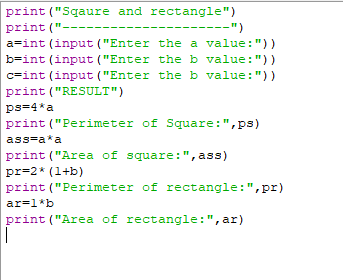 print("Sqaure and rectangle")
print("---------------------")
a=int(input("Enter the a value:"))
b=int(input("Enter the b value:"))
c=int(input("Enter the b value:"))
print("RESULT")
ps=4*a
print("Perimeter of Square:",ps)
ass=a*a
print("Area of square:",ass)
pr=2*(1+b)
print("Perimeter of rectangle:",pr)
ar=1*b
print("Area of rectangle:",ar)